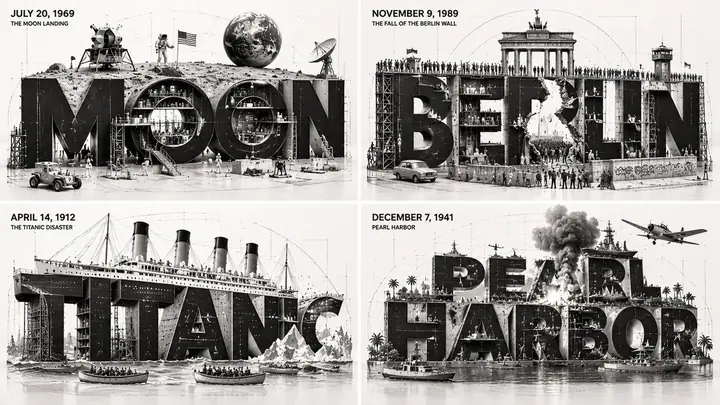 JULY 20, 1969
THE MOON LANDING
MOON
NOVEMBER 9, 1989
THE FALL OF THE BERLIN WALL
BERLIN
APRIL 14, 1912
THE TITANIC DISASTER
TITANIC
DECEMBER 7, 1941
PEARL HARBOR
PEARL
HARBOR